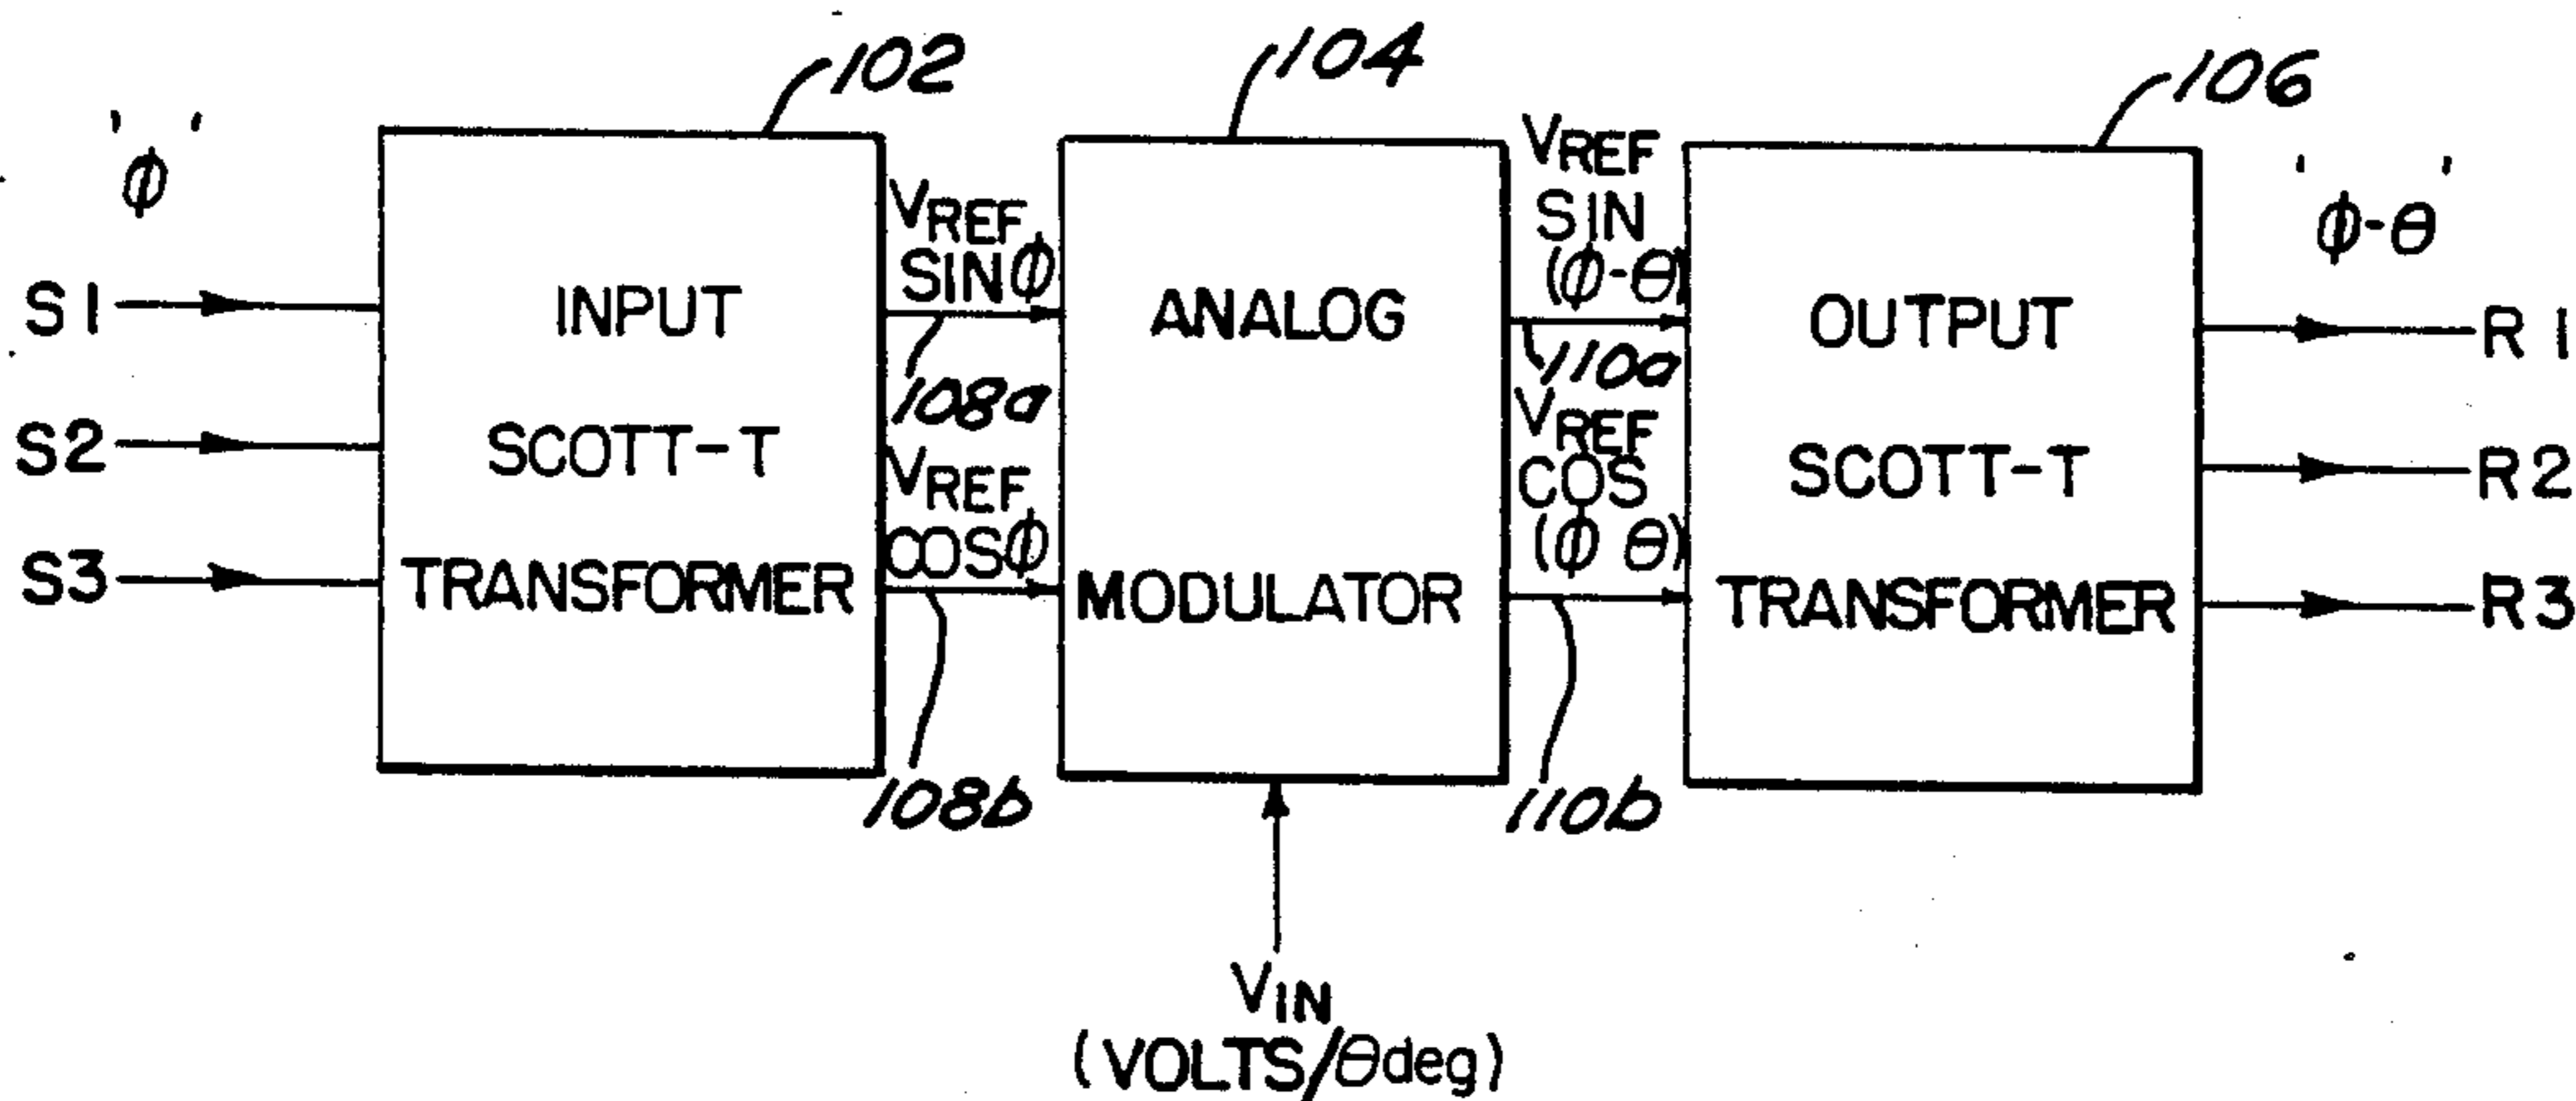 102
104
106
'φ'
'φ-θ'
S1
S2
S3
INPUT
SCOTT-T
TRANSFORMER
VREF
SINφ
108a
VREF
COSφ
108b
ANALOG
MODULATOR
VREF
SIN
(φ-θ)
110a
VREF
COS
(φ θ)
110b
OUTPUT
SCOTT-T
TRANSFORMER
R1
R2
R3
VIN
(VOLTS/θdeg)